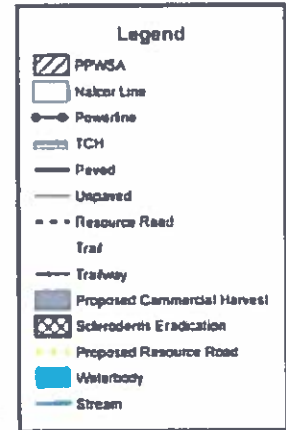 Legend
PPWSA
Nalcor Line
Powerline
TCH
Paved
Unpaved
Resource Road
Trail
Trailway
Proposed Commercial Harvest
Scleroderris Eradication
Proposed Resource Road
Waterbody
Stream